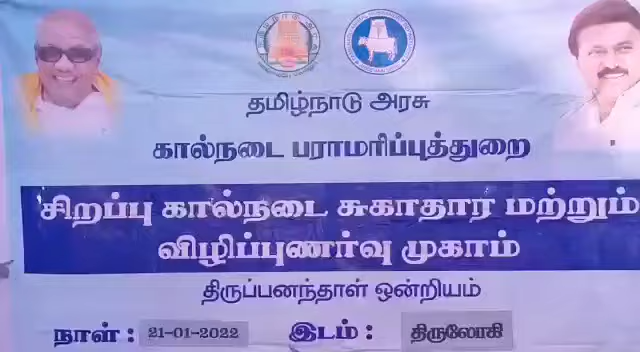 தமிழ்நாடு அரசு
கால்நடை பராமரிப்புத்துறை
சிறப்பு கால்நடை சுகாதார மற்றும்
விழிப்புணர்வு முகாம்
திருப்பனந்தாள் ஒன்றியம்
நாள் : 21-01-2022 இடம் : திருலோகி